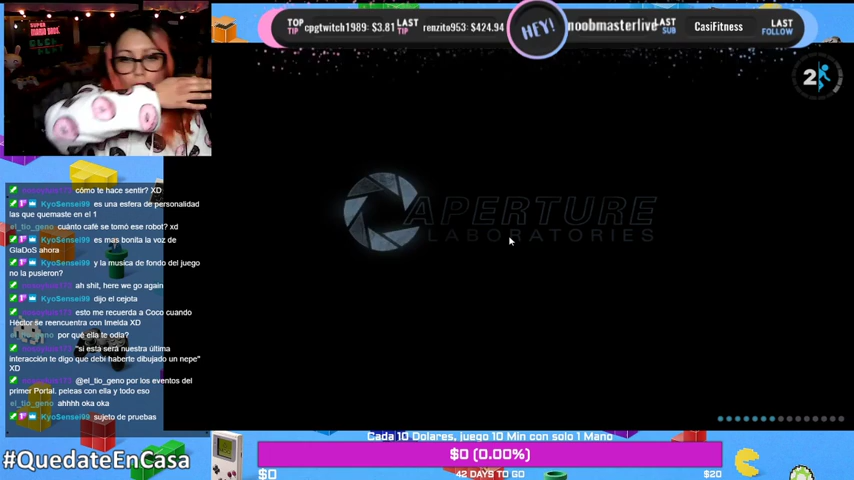 SUPER
MARIO BROS.
TOP TIP cpgtwitch1989: $3.81 LAST TIP renzito953: $424.94 HEY! noobmasterlive LAST SUB CasiFitness LAST FOLLOW
2
APERTURE
LABORATORIES
cómo te hace sentir? XD
KyoSensei99 es una esfera de personalidad
las que quemaste en el 1
el_tio_geno cuánto café se tomó ese robot? xd
KyoSensei99 es mas bonita la voz de
GlaDoS ahora
KyoSensei99 y la musica de fondo del juego
no la pusieron?
ah shit, here we go again
KyoSensei99 dijo el cejota
esto me recuerda a Coco cuando
Héctor se reencuentra con Imelda XD
el_tio_geno por qué ella te odia?
"si esta será nuestra última
interacción te digo que debí haberte dibujado un nepe"
XD
@el_tio_geno por los eventos del
primer Portal, peleas con ella y todo eso
el_tio_geno ahhhh oka oka
KyoSensei99 sujeto de pruebas
Cada 10 Dolares, juego 10 Min con solo 1 Mano
$0 (0.00%)
#QuedateEnCasa
$0 42 DAYS TO GO $20